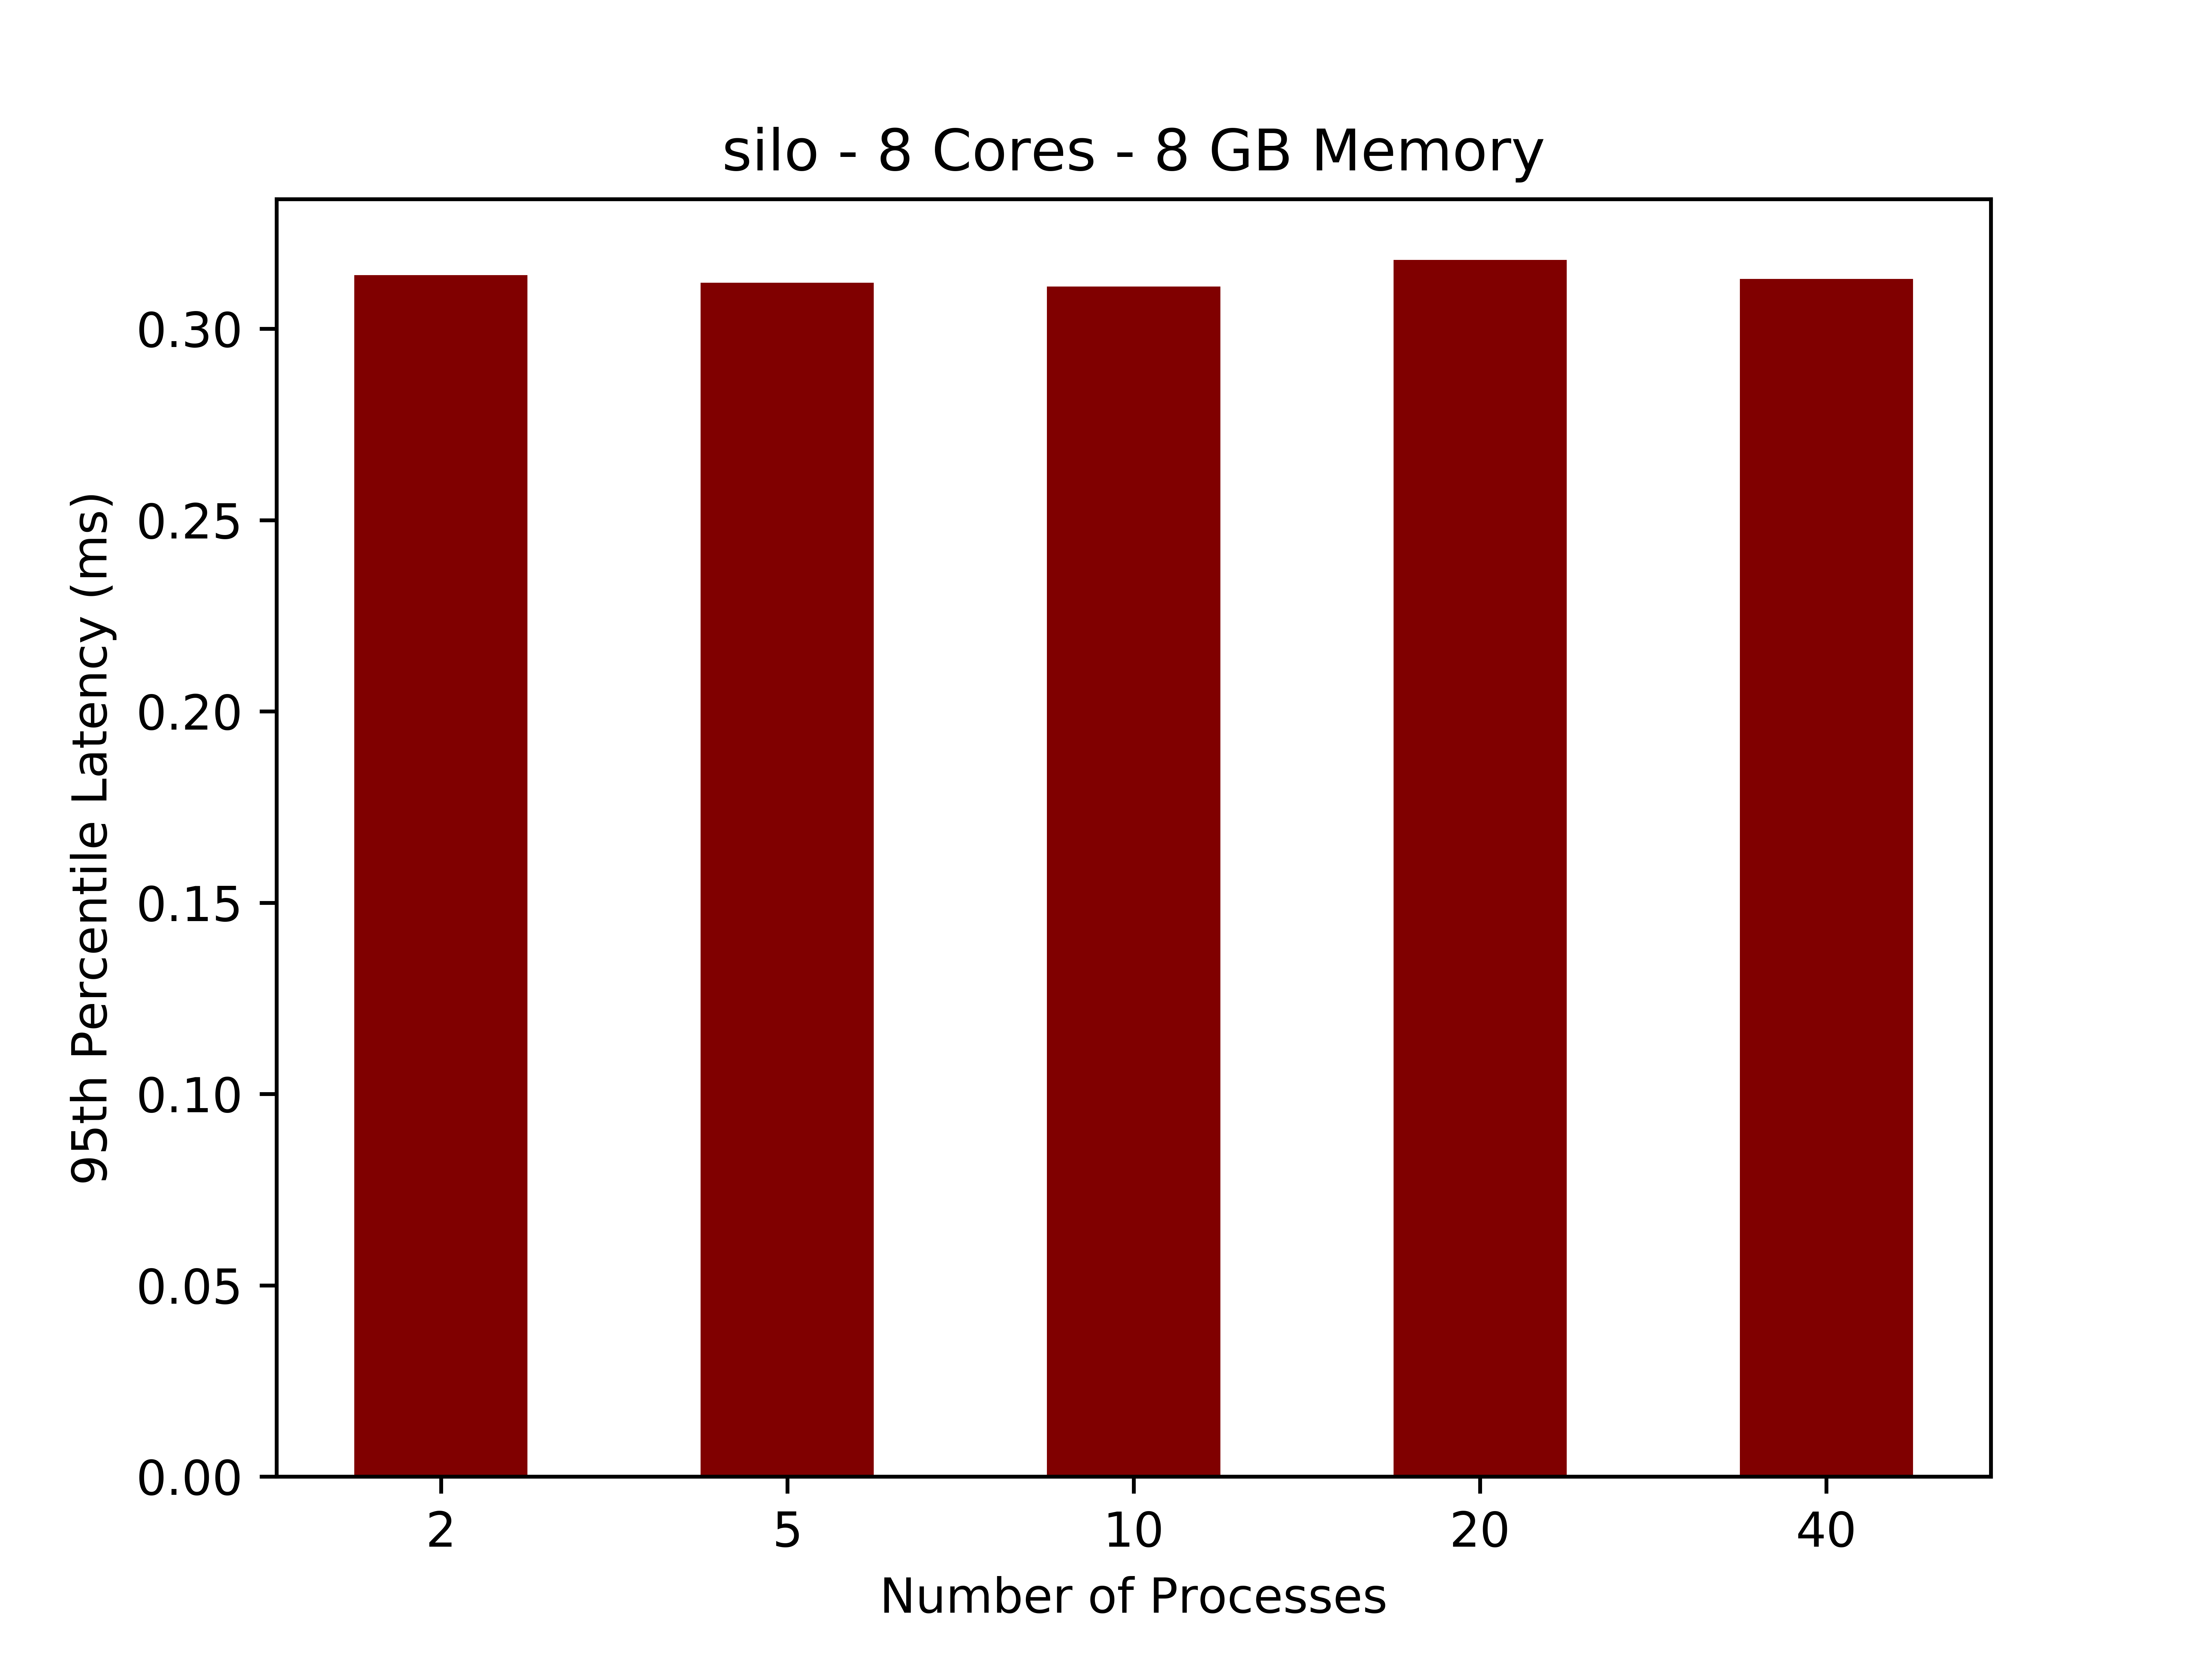 silo - 8 Cores - 8 GB Memory
95th Percentile Latency (ms)
0.30
0.25
0.20
0.15
0.10
0.05
0.00
2 5 10 20 40
Number of Processes